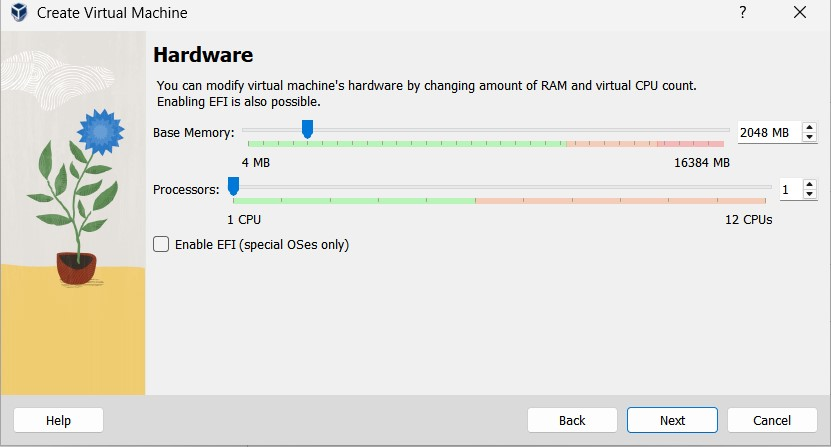 Create Virtual Machine
?
Hardware
You can modify virtual machine's hardware by changing amount of RAM and virtual CPU count.
Enabling EFI is also possible.
Base Memory: 2048 MB
4 MB 16384 MB
Processors: 1
1 CPU 12 CPUs
Enable EFI (special OSes only)
Help Back Next Cancel